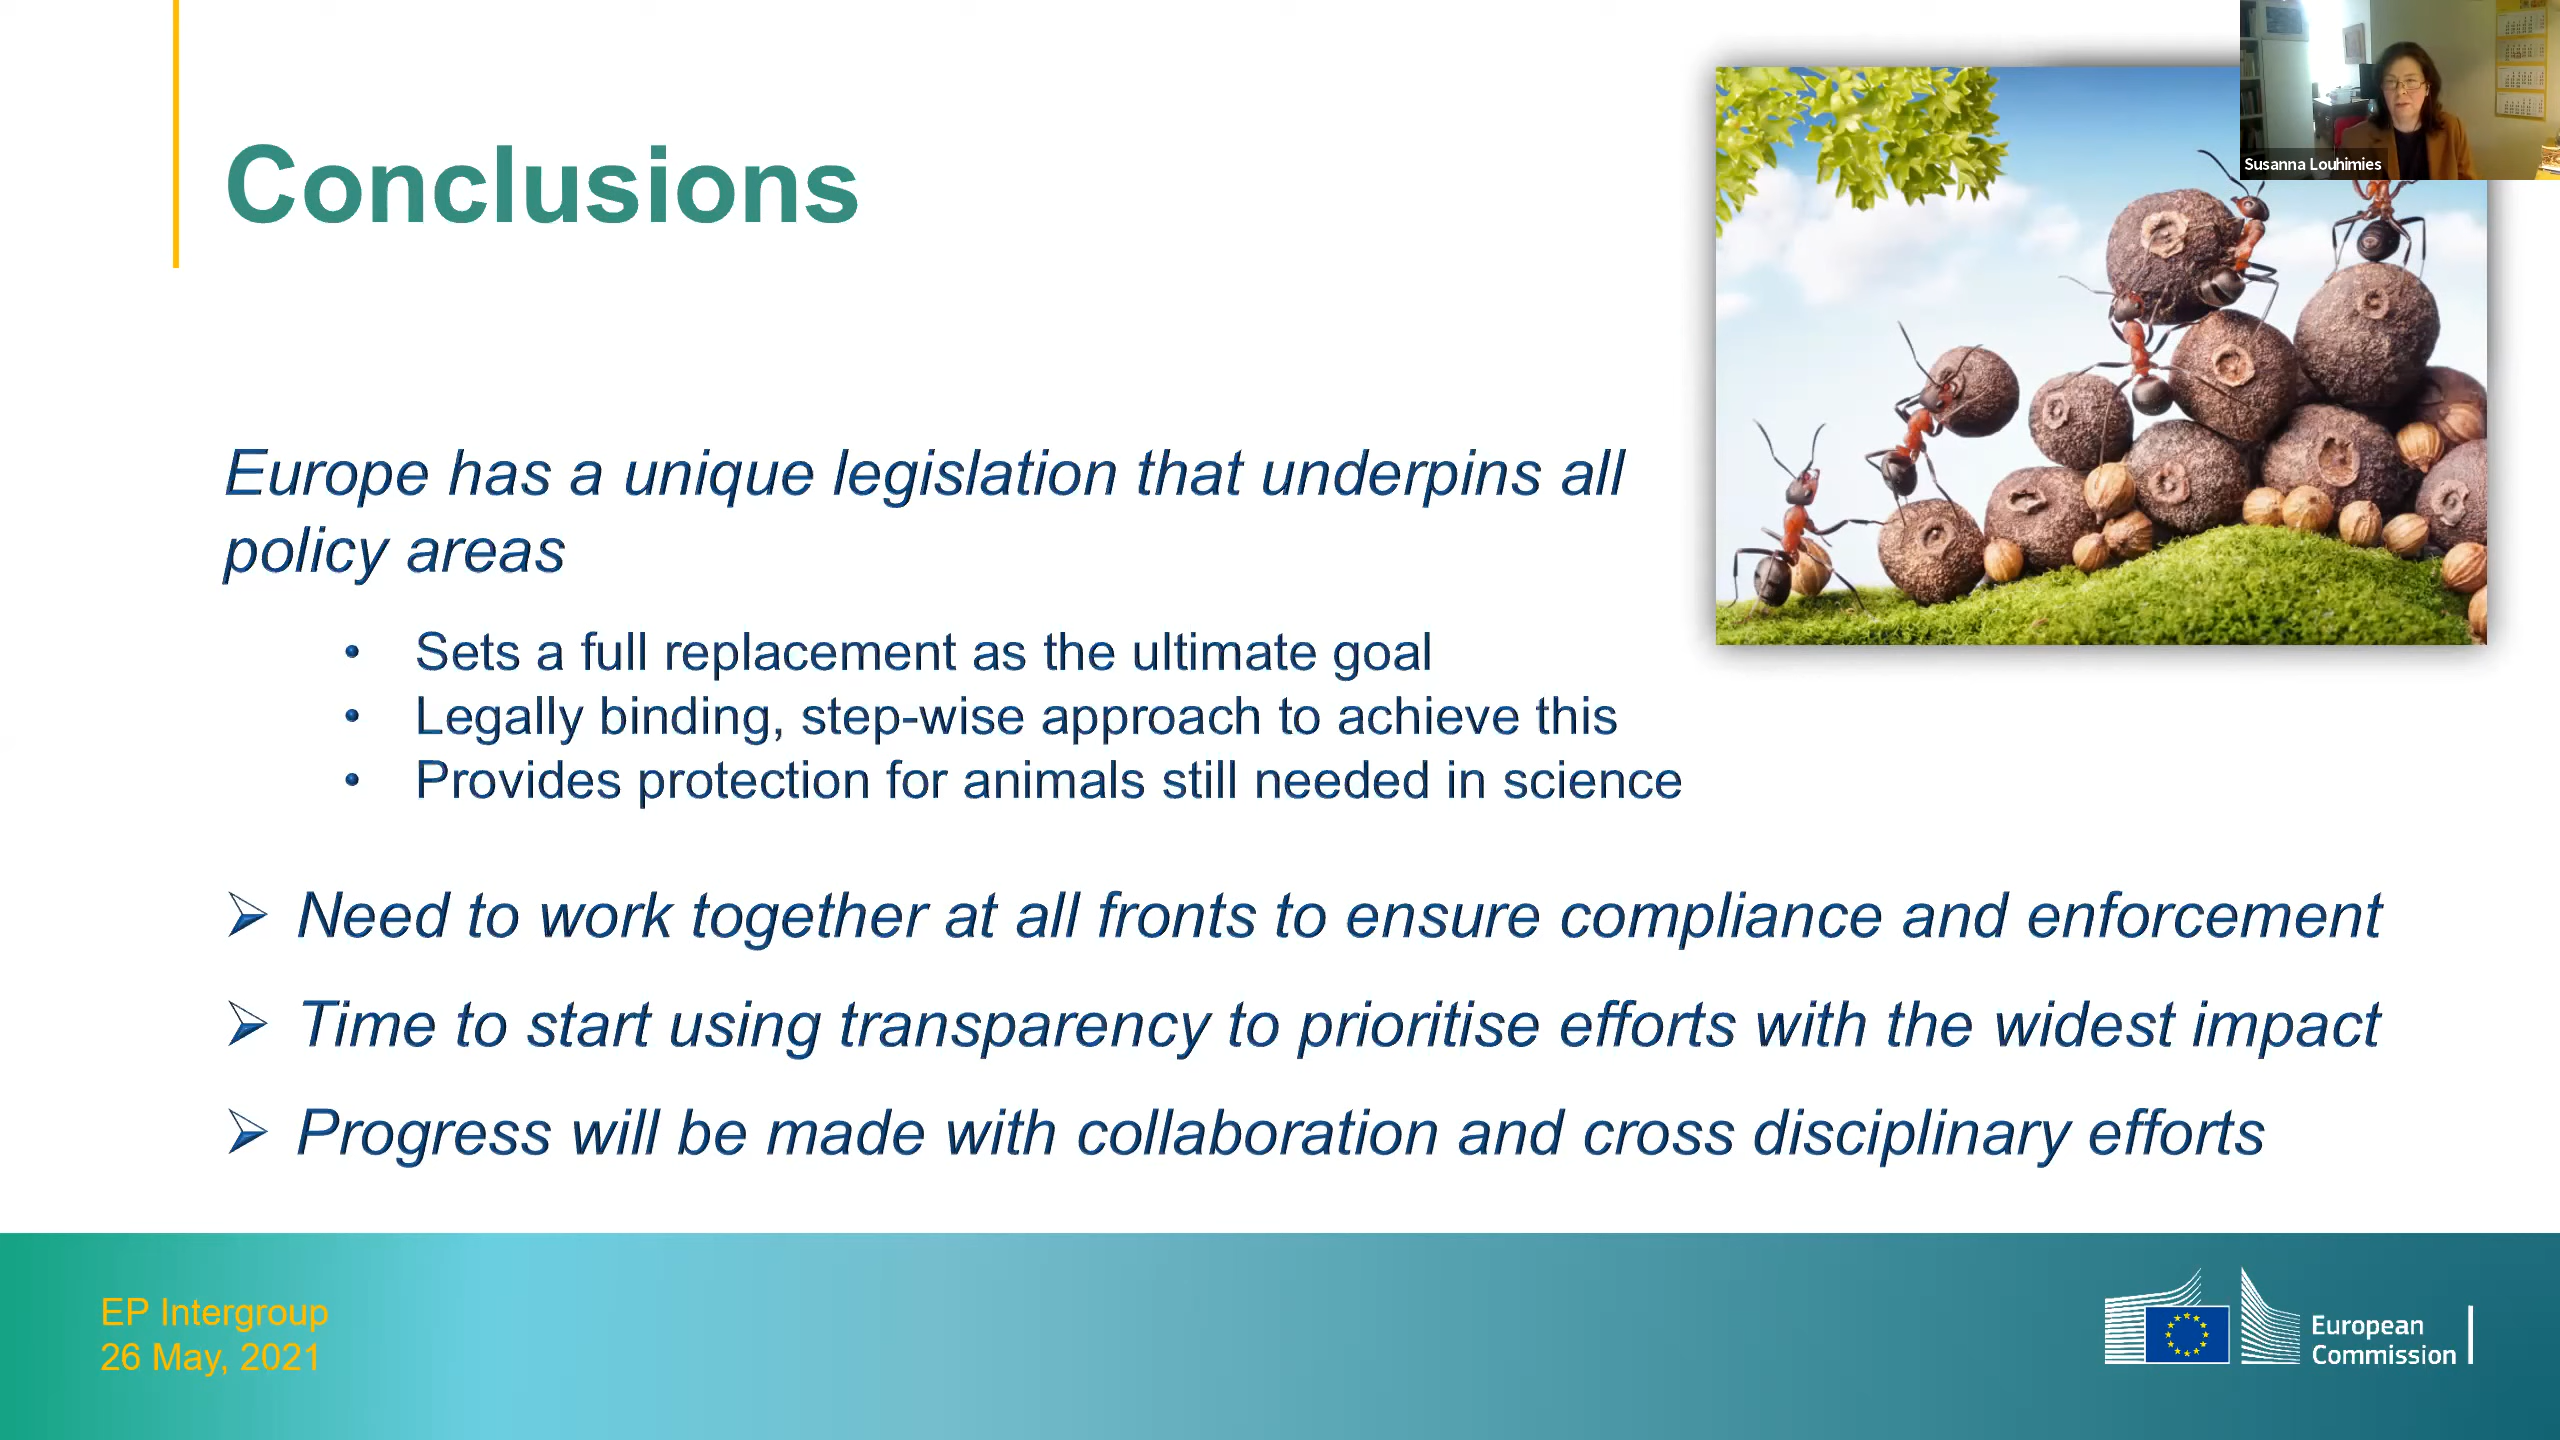 Susanna Louhimies
Conclusions
Europe has a unique legislation that underpins all
policy areas
• Sets a full replacement as the ultimate goal
• Legally binding, step-wise approach to achieve this
• Provides protection for animals still needed in science
➢ Need to work together at all fronts to ensure compliance and enforcement
➢ Time to start using transparency to prioritise efforts with the widest impact
➢ Progress will be made with collaboration and cross disciplinary efforts
EP Intergroup
26 May, 2021
European
Commission